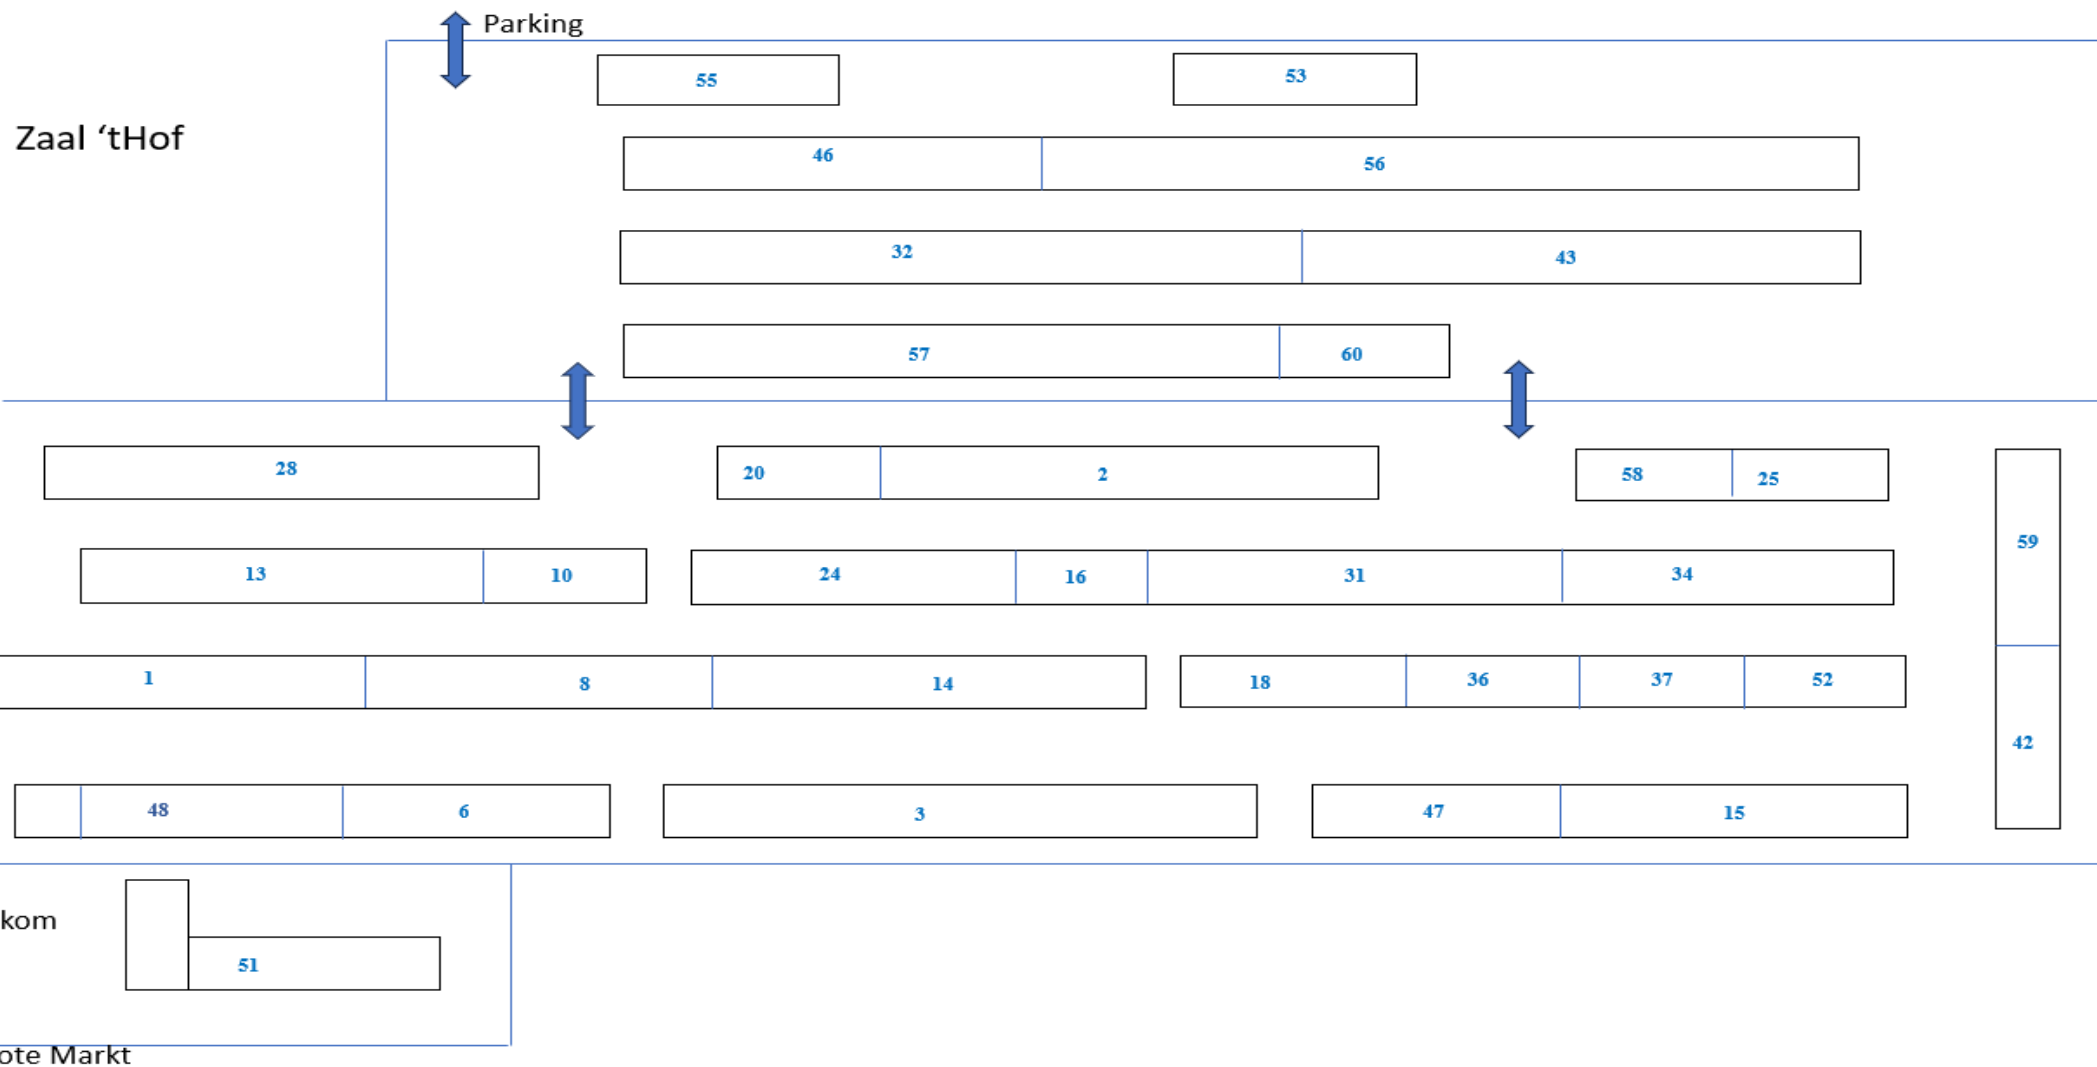 Parking
55 53
Zaal ‘tHof
46 56
32 43
57 60
28 20 2 58 25
59
13 10 24 16 31 34
1 8 14 18 36 37 52
42
48 6 3 47 15
kom
51
ote Markt